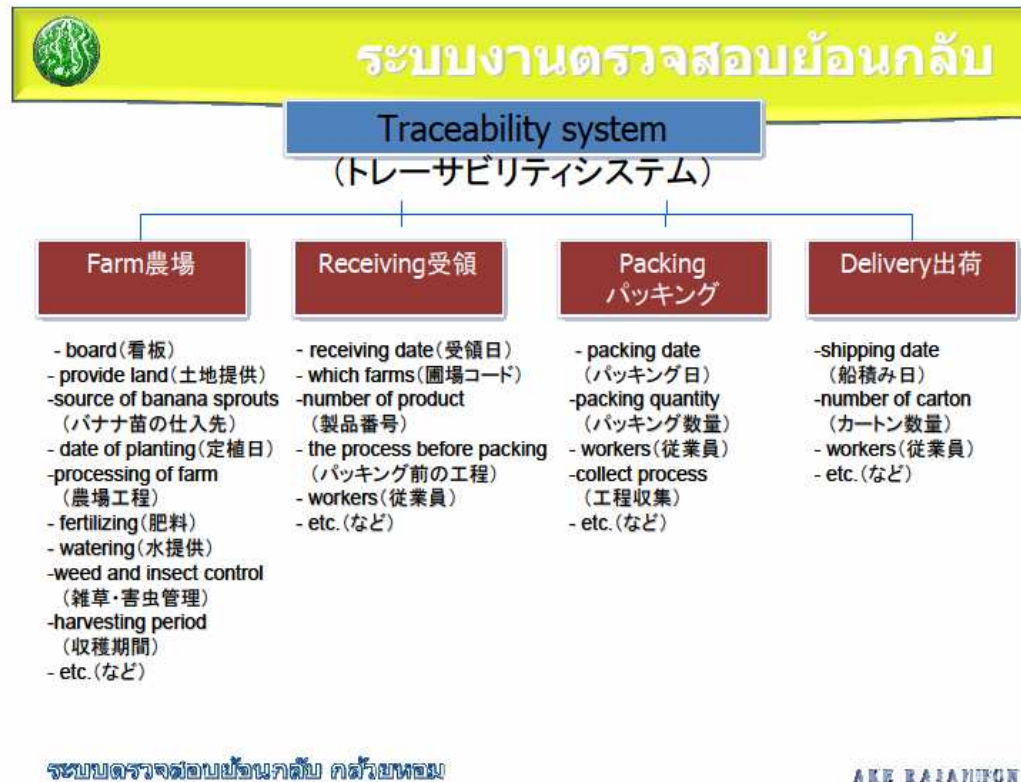 ระบบงานตรวจสอบย้อนกลับ
Traceability system
(トレーサビリティシステム)
Farm農場
- board(看板)
- provide land(土地提供)
-source of banana sprouts
(バナナ苗の仕入先)
- date of planting(定植日)
-processing of farm
(農場工程)
- fertilizing(肥料)
- watering(水提供)
-weed and insect control
(雑草・害虫管理)
-harvesting period
(収穫期間)
- etc.(など)
Receiving受領
- receiving date(受領日)
- which farms(圃場コード)
-number of product
(製品番号)
- the process before packing
(パッキング前の工程)
- workers(従業員)
- etc.(など)
Packing
パッキング
- packing date
(パッキング日)
-packing quantity
(パッキング数量)
- workers(従業員)
-collect process
(工程収集)
- etc.(など)
Delivery出荷
-shipping date
(船積み日)
-number of carton
(カートン数量)
- workers(従業員)
- etc.(など)
ระบบตรวจสอบย้อนกลับ กล้วยหอม